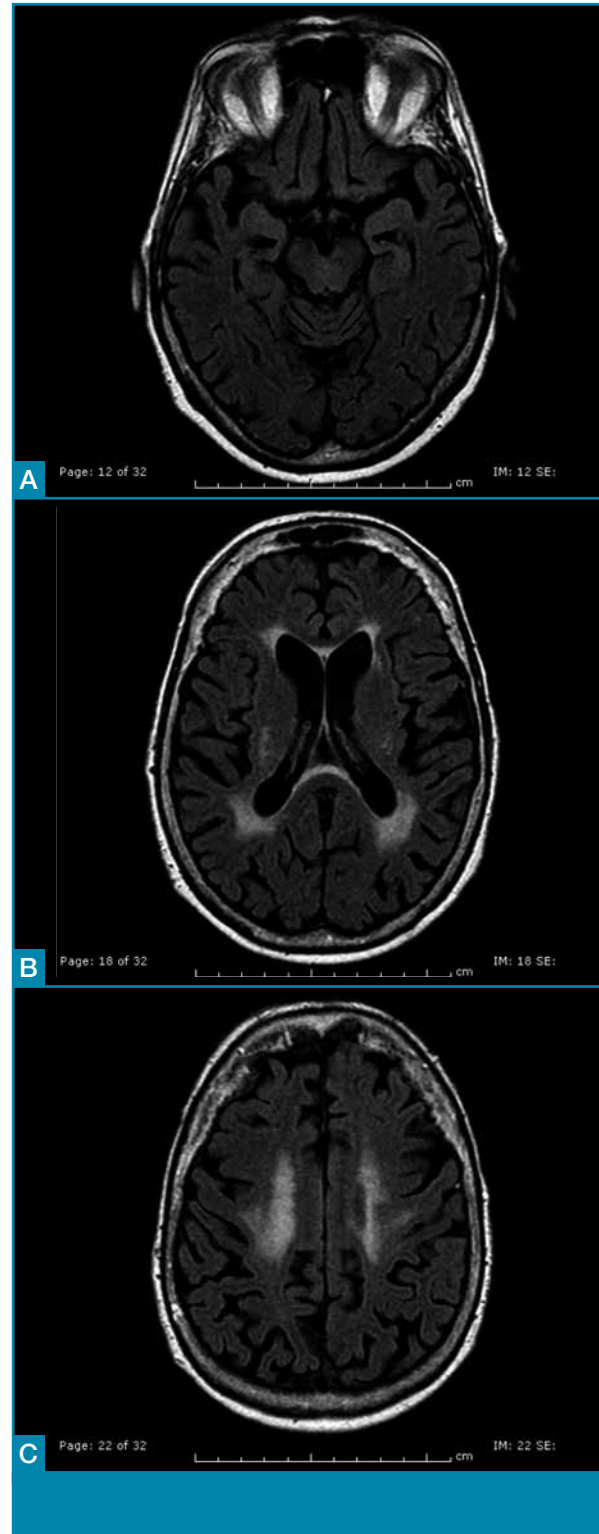 Page: 12 of 32
IM: 12 SE:
cm
A
Page: 18 of 32
IM: 18 SE:
cm
B
Page: 22 of 32
IM: 22 SE:
cm
C